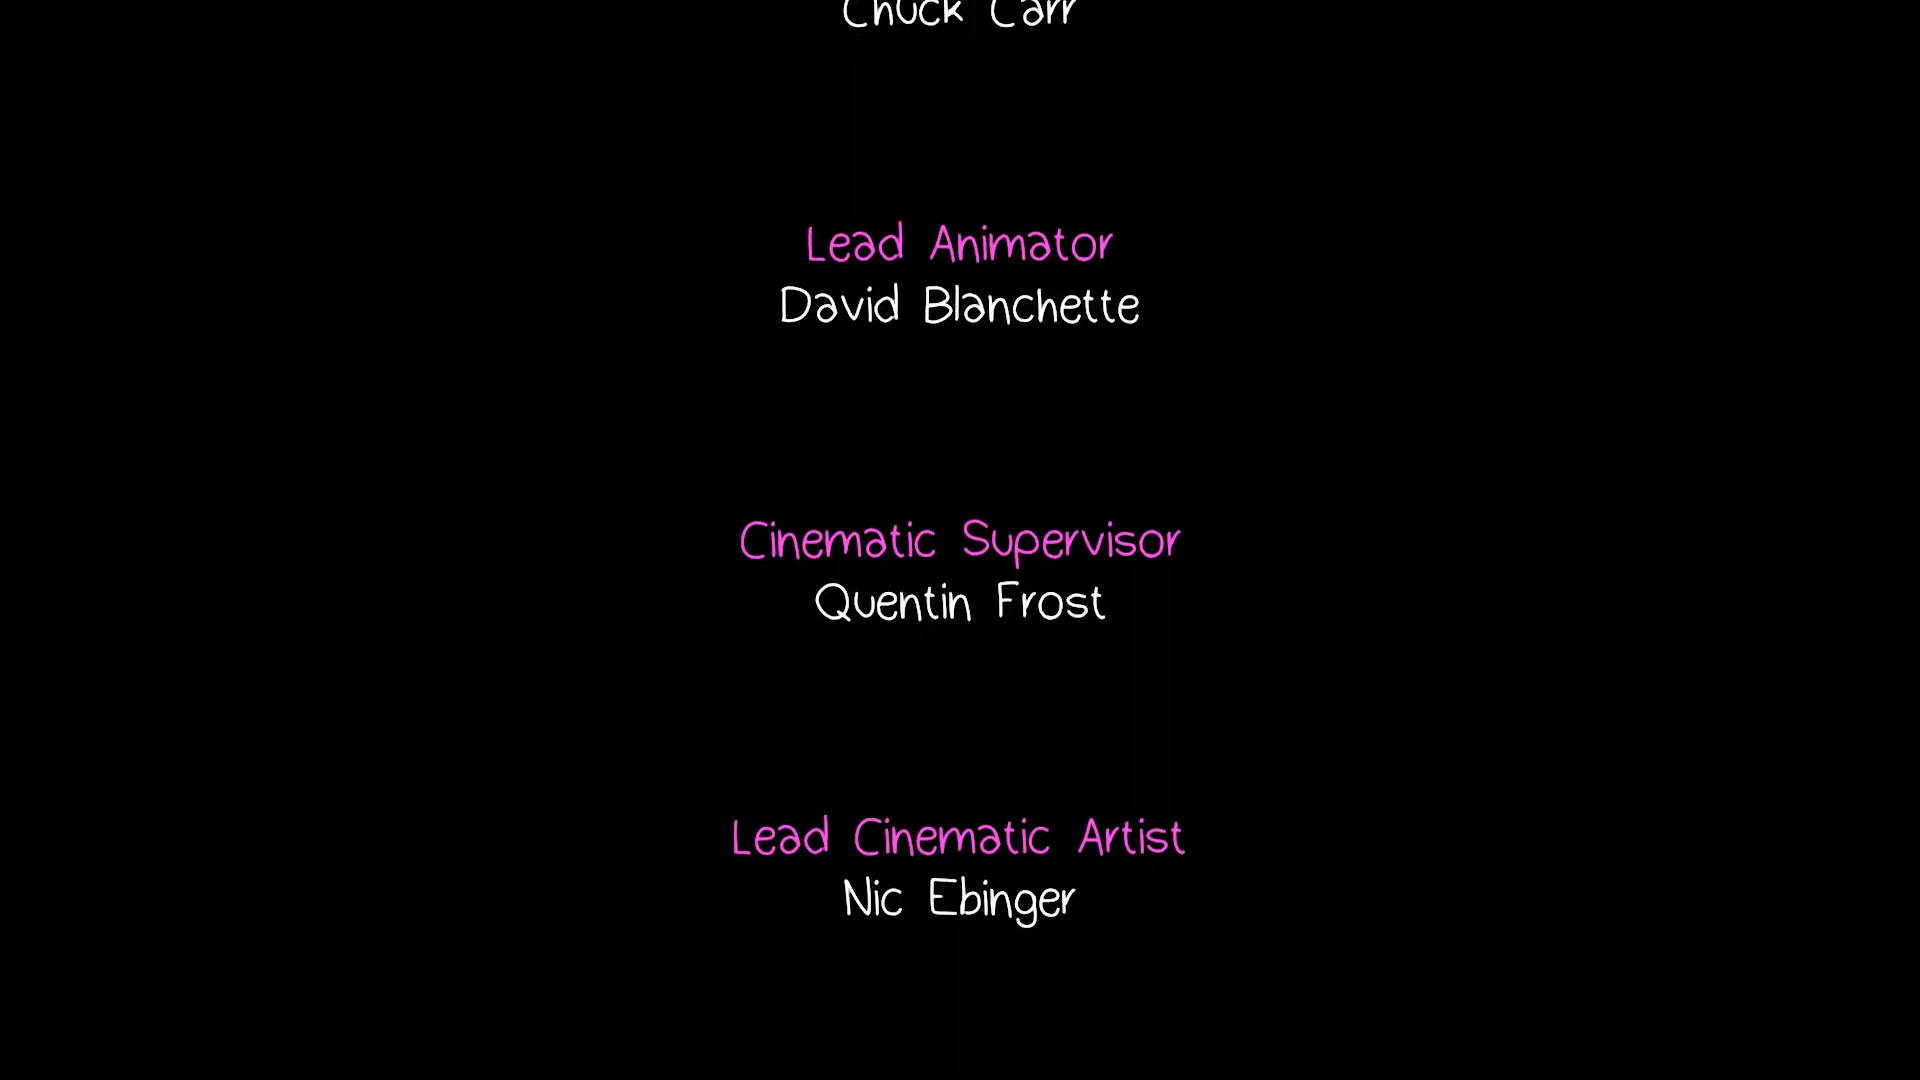 Chuck Carr
Lead Animator
David Blanchette
Cinematic Supervisor
Quentin Frost
Lead Cinematic Artist
Nic Ebinger